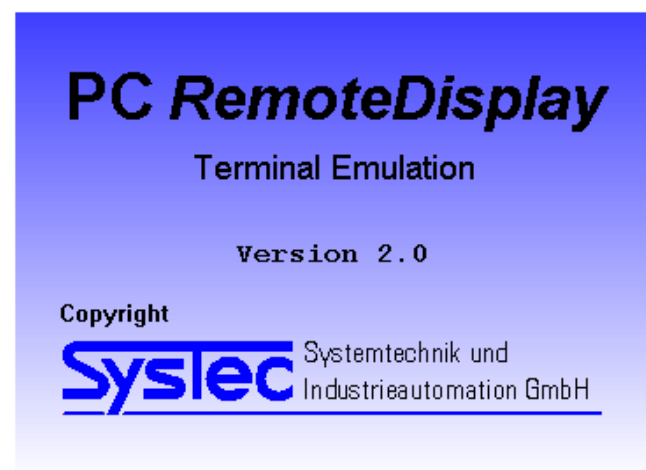 PC RemoteDisplay
Terminal Emulation
Version 2.0
Copyright
SysTec
Systemtechnik und
Industrieautomation GmbH